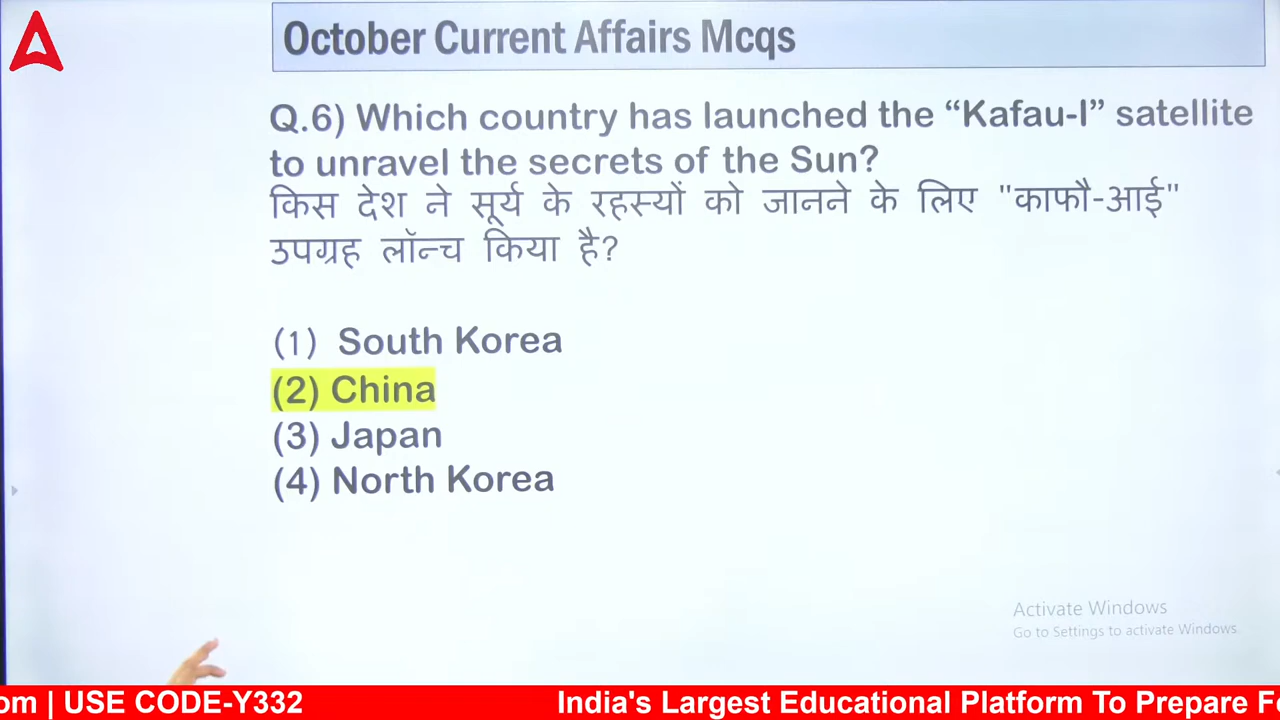 October Current Affairs Mcqs
Q.6) Which country has launched the “Kafau-I” satellite
to unravel the secrets of the Sun?
किस देश ने सूर्य के रहस्यों को जानने के लिए "काफौ-आई"
उपग्रह लॉन्च किया है?
(1) South Korea
(2) China
(3) Japan
(4) North Korea
Activate Windows
Go to Settings to activate Windows
om | USE CODE-Y332 India's Largest Educational Platform To Prepare Fo